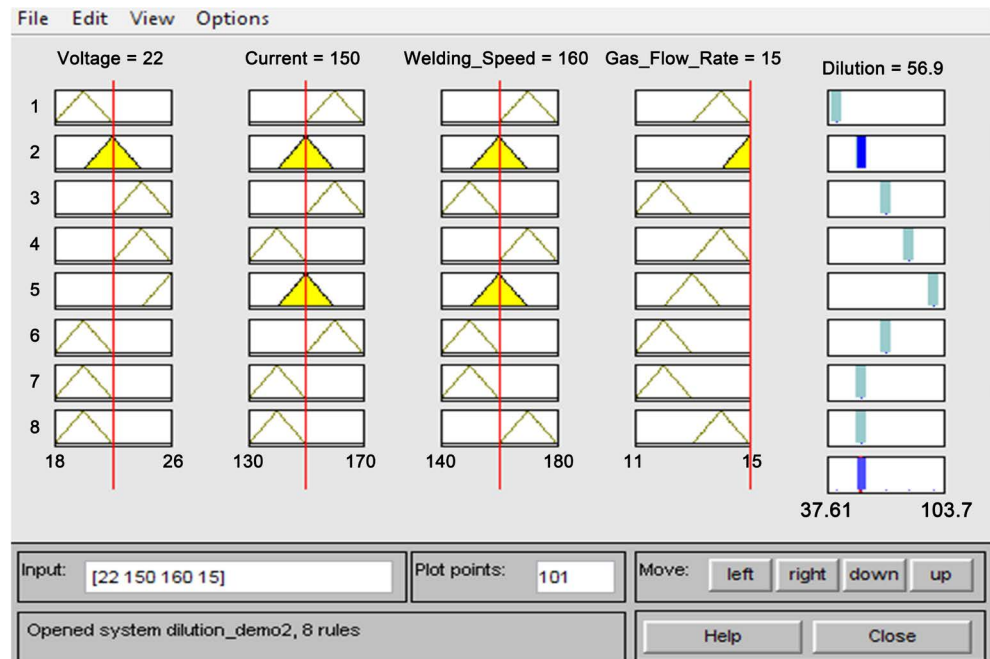 File Edit View Options
Voltage = 22 Current = 150 Welding_Speed = 160 Gas_Flow_Rate = 15 Dilution = 56.9
1
2
3
4
5
6
7
8
18 26 130 170 140 180 11 15
37.61 103.7
Input: [22 150 160 15] Plot points: 101 Move: left right down up
Opened system dilution_demo2, 8 rules Help Close